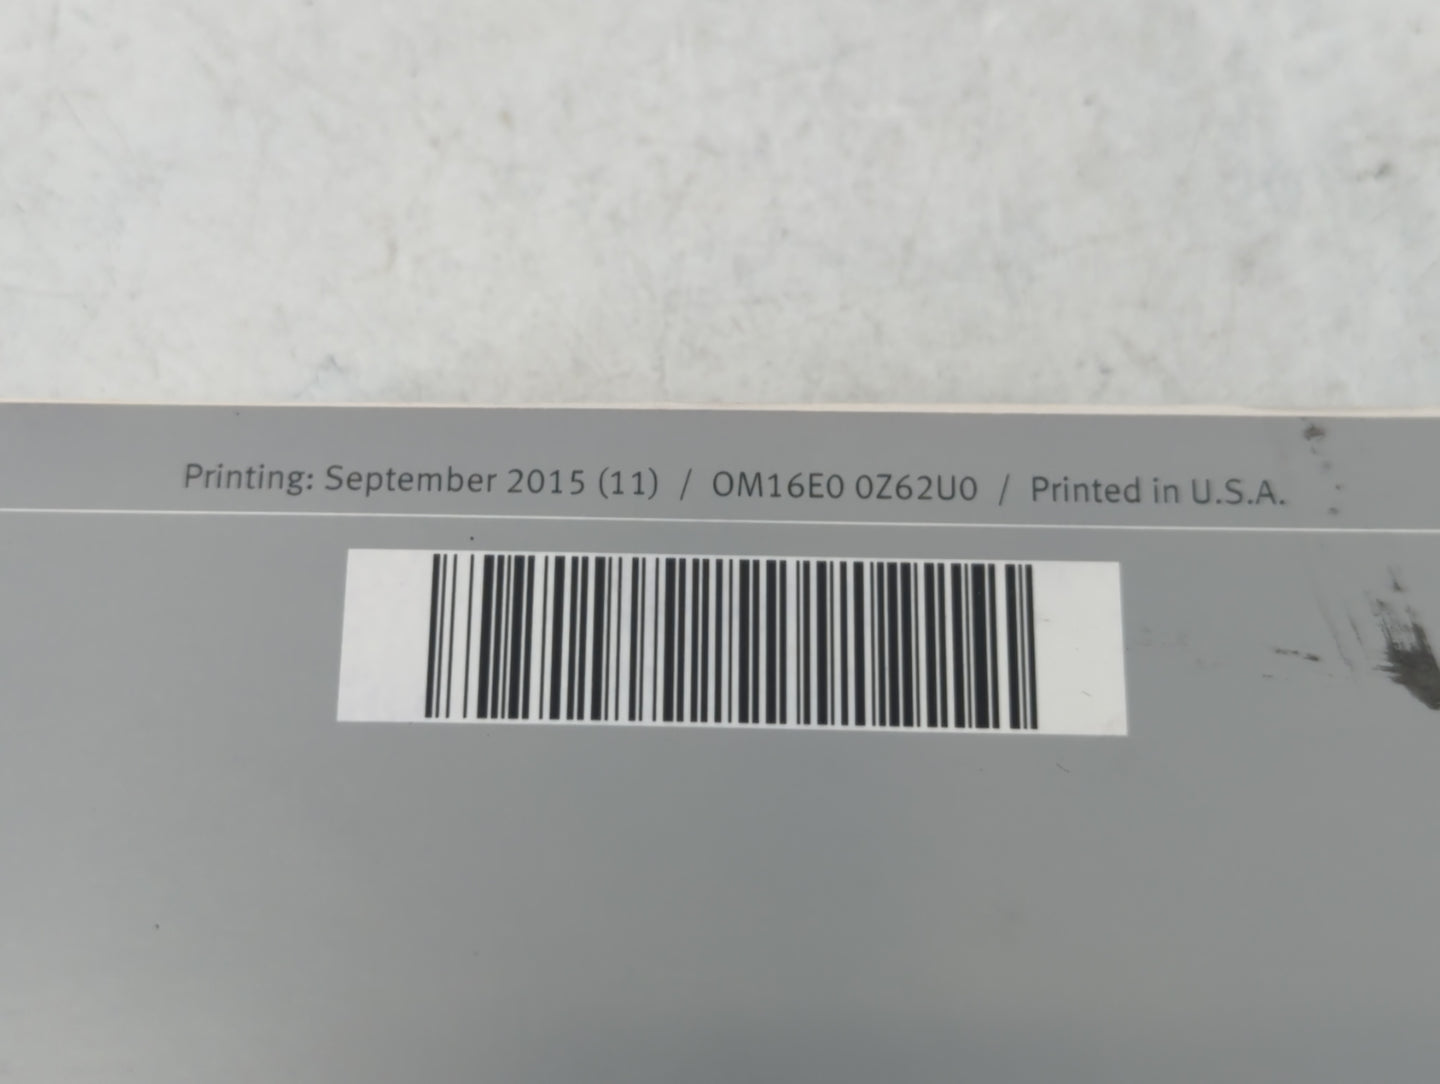 Printing: September 2015 (11) / OM16E0 0Z62U0 / Printed in U.S.A.